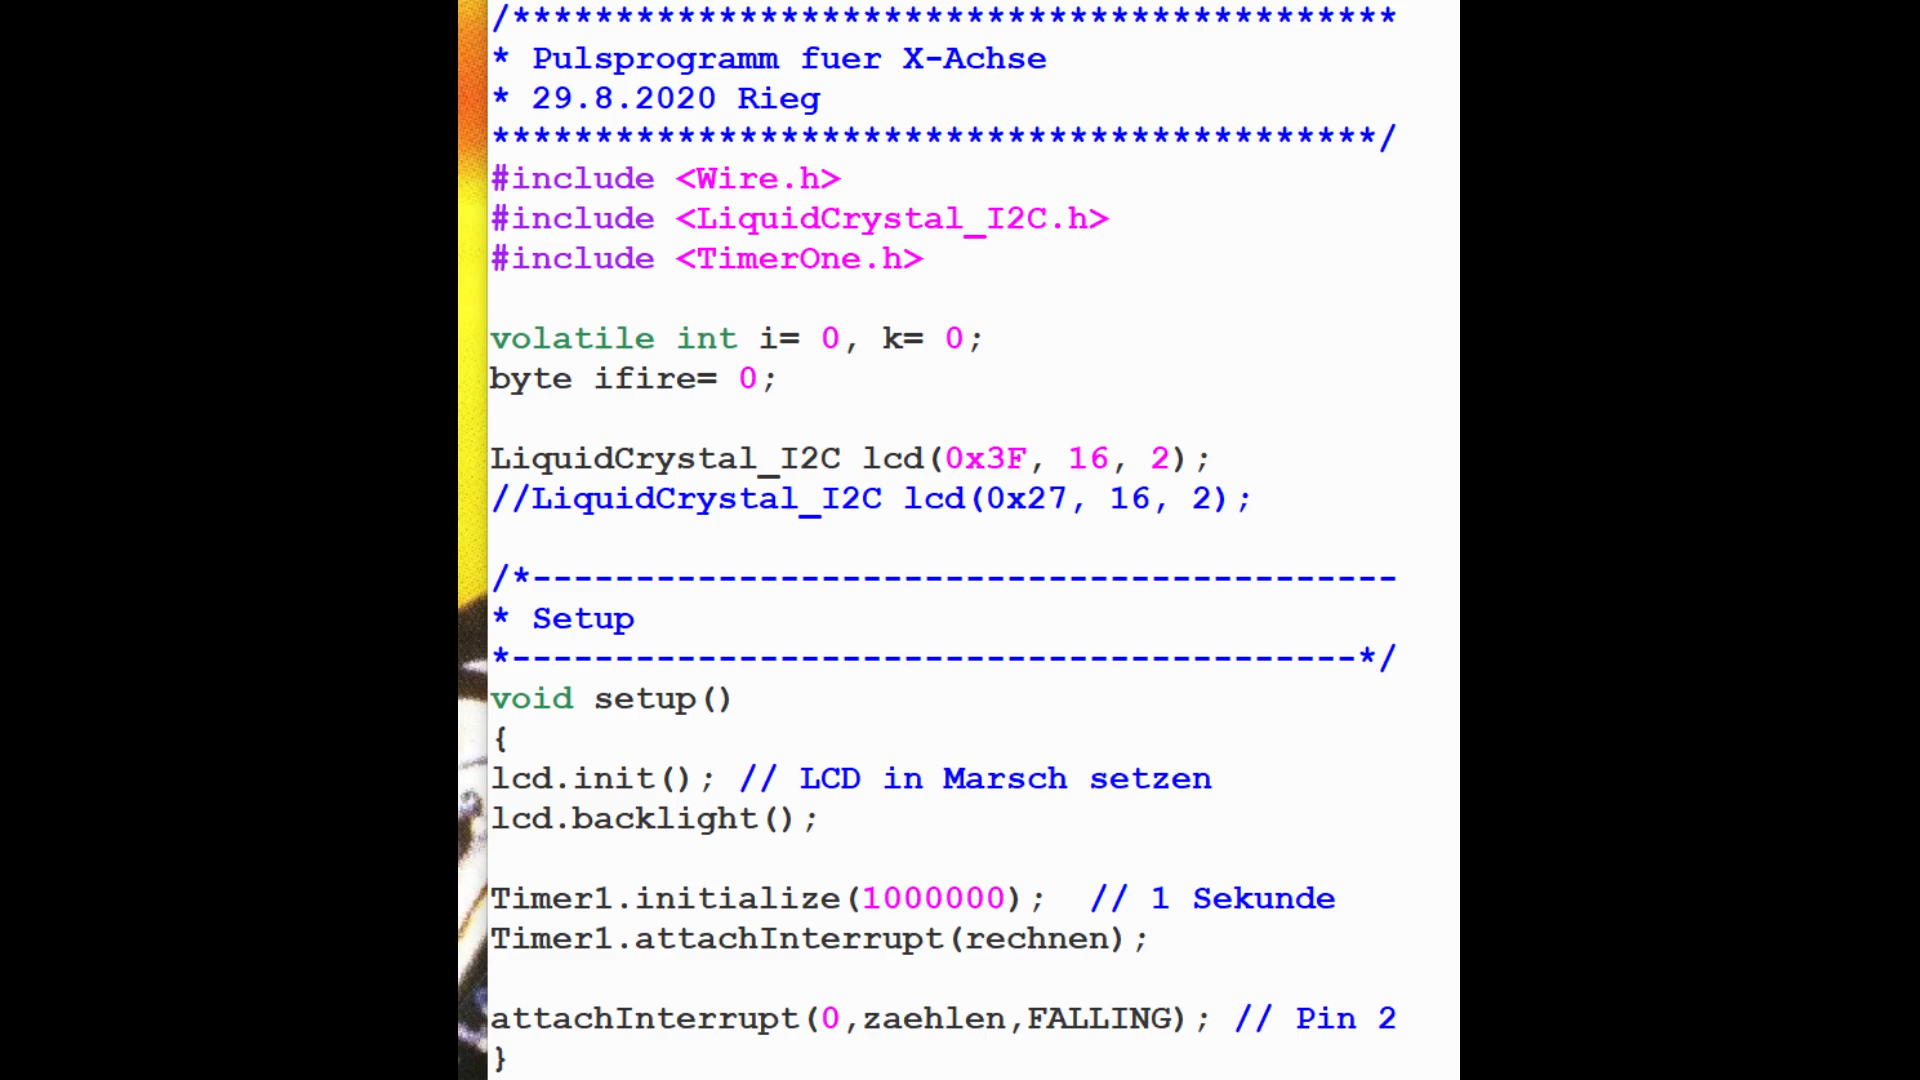 /*******************************************
* Pulsprogramm fuer X-Achse
* 29.8.2020 Rieg
*******************************************/
#include <Wire.h>
#include <LiquidCrystal_I2C.h>
#include <TimerOne.h>
volatile int i= 0, k= 0;
byte ifire= 0;
LiquidCrystal_I2C lcd(0x3F, 16, 2);
//LiquidCrystal_I2C lcd(0x27, 16, 2);
/*------------------------------------------
* Setup
*-----------------------------------------*/
void setup()
{
lcd.init(); // LCD in Marsch setzen
lcd.backlight();
Timer1.initialize(1000000);  // 1 Sekunde
Timer1.attachInterrupt(rechnen);
attachInterrupt(0,zaehlen,FALLING); // Pin 2
}